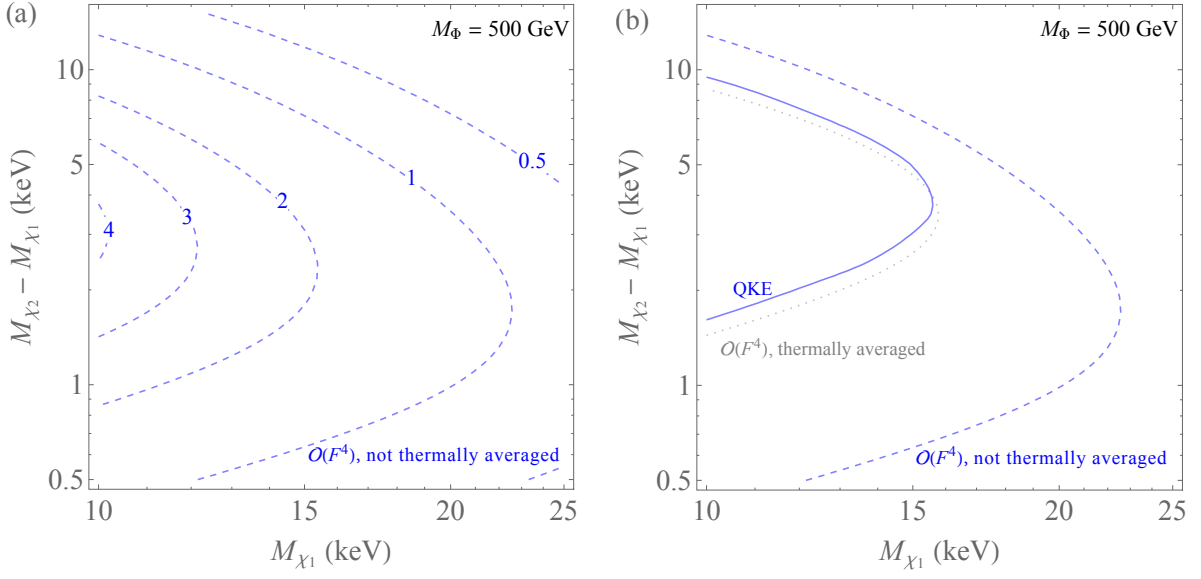 (a)
M_Φ = 500 GeV
10
5
1
0.5
M_χ2 − M_χ1 (keV)
4
3
2
1
0.5
O(F^4), not thermally averaged
10
15
20
25
M_χ1 (keV)
(b)
M_Φ = 500 GeV
10
5
1
0.5
M_χ2 − M_χ1 (keV)
QKE
O(F^4), thermally averaged
O(F^4), not thermally averaged
10
15
20
25
M_χ1 (keV)